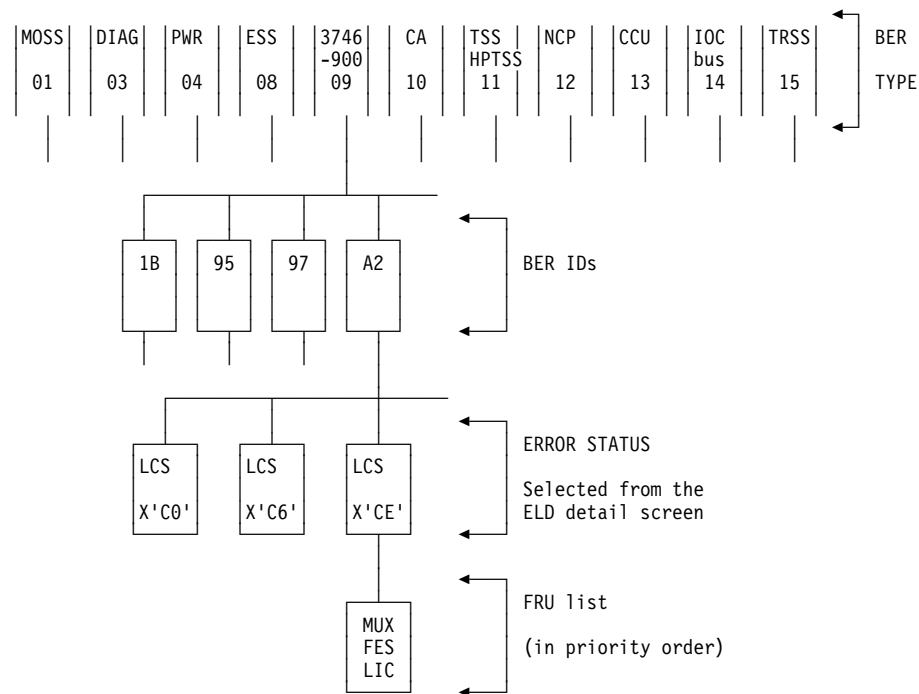 MOSS DIAG PWR ESS 3746 CA TSS NCP CCU IOC TRSS BER
-900 HPTSS bus
01 03 04 08 09 10 11 12 13 14 15 TYPE
1B 95 97 A2 BER IDs
ERROR STATUS
LCS LCS LCS
Selected from the
X'C0' X'C6' X'CE' ELD detail screen
FRU list
MUX
FES (in priority order)
LIC